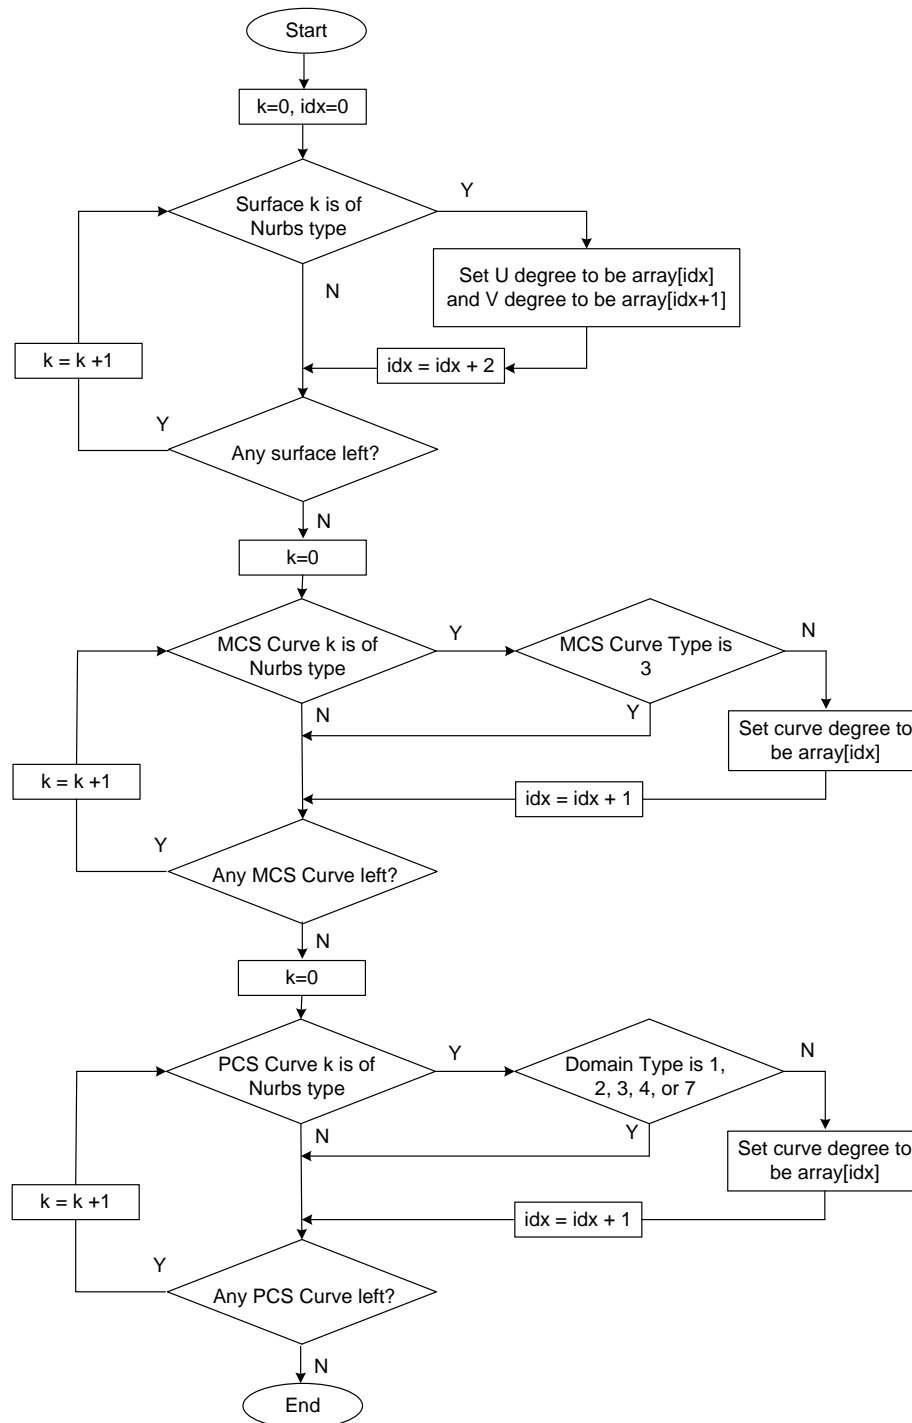 Start
k=0, idx=0
Surface k is of
Nurbs type
Y
Set U degree to be array[idx]
and V degree to be array[idx+1]
N
k = k +1
idx = idx + 2
Y
Any surface left?
N
k=0
MCS Curve k is of
Nurbs type
Y
MCS Curve Type is
3
N
N
Y
Set curve degree to
be array[idx]
k = k +1
idx = idx + 1
Y
Any MCS Curve left?
N
k=0
PCS Curve k is of
Nurbs type
Y
Domain Type is 1,
2, 3, 4, or 7
N
N
Y
Set curve degree to
be array[idx]
k = k +1
idx = idx + 1
Y
Any PCS Curve left?
N
End